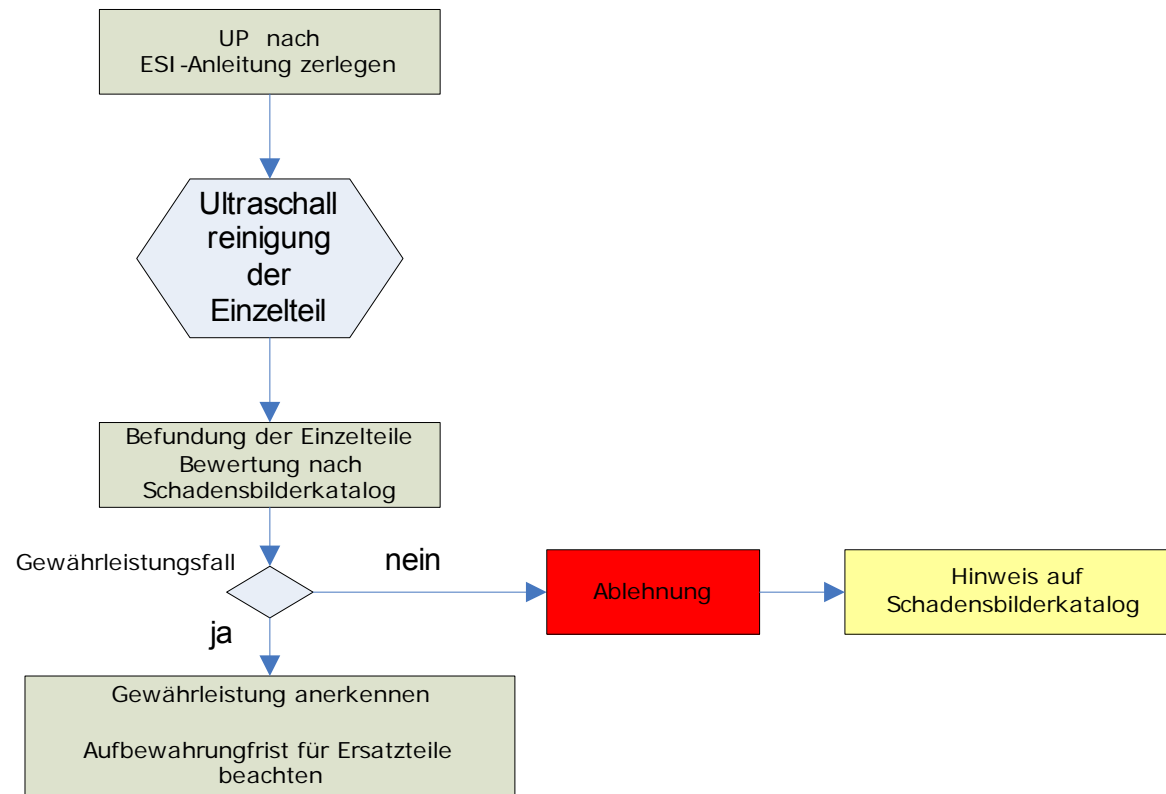 UP nach
ESI-Anleitung zerlegen
Ultraschall
reinigung
der
Einzelteil
Befundung der Einzelteile
Bewertung nach
Schadensbilderkatalog
Gewährleistungsfall
nein
Ablehnung
Hinweis auf
Schadensbilderkatalog
ja
Gewährleistung anerkennen
Aufbewahrungfrist für Ersatzteile
beachten